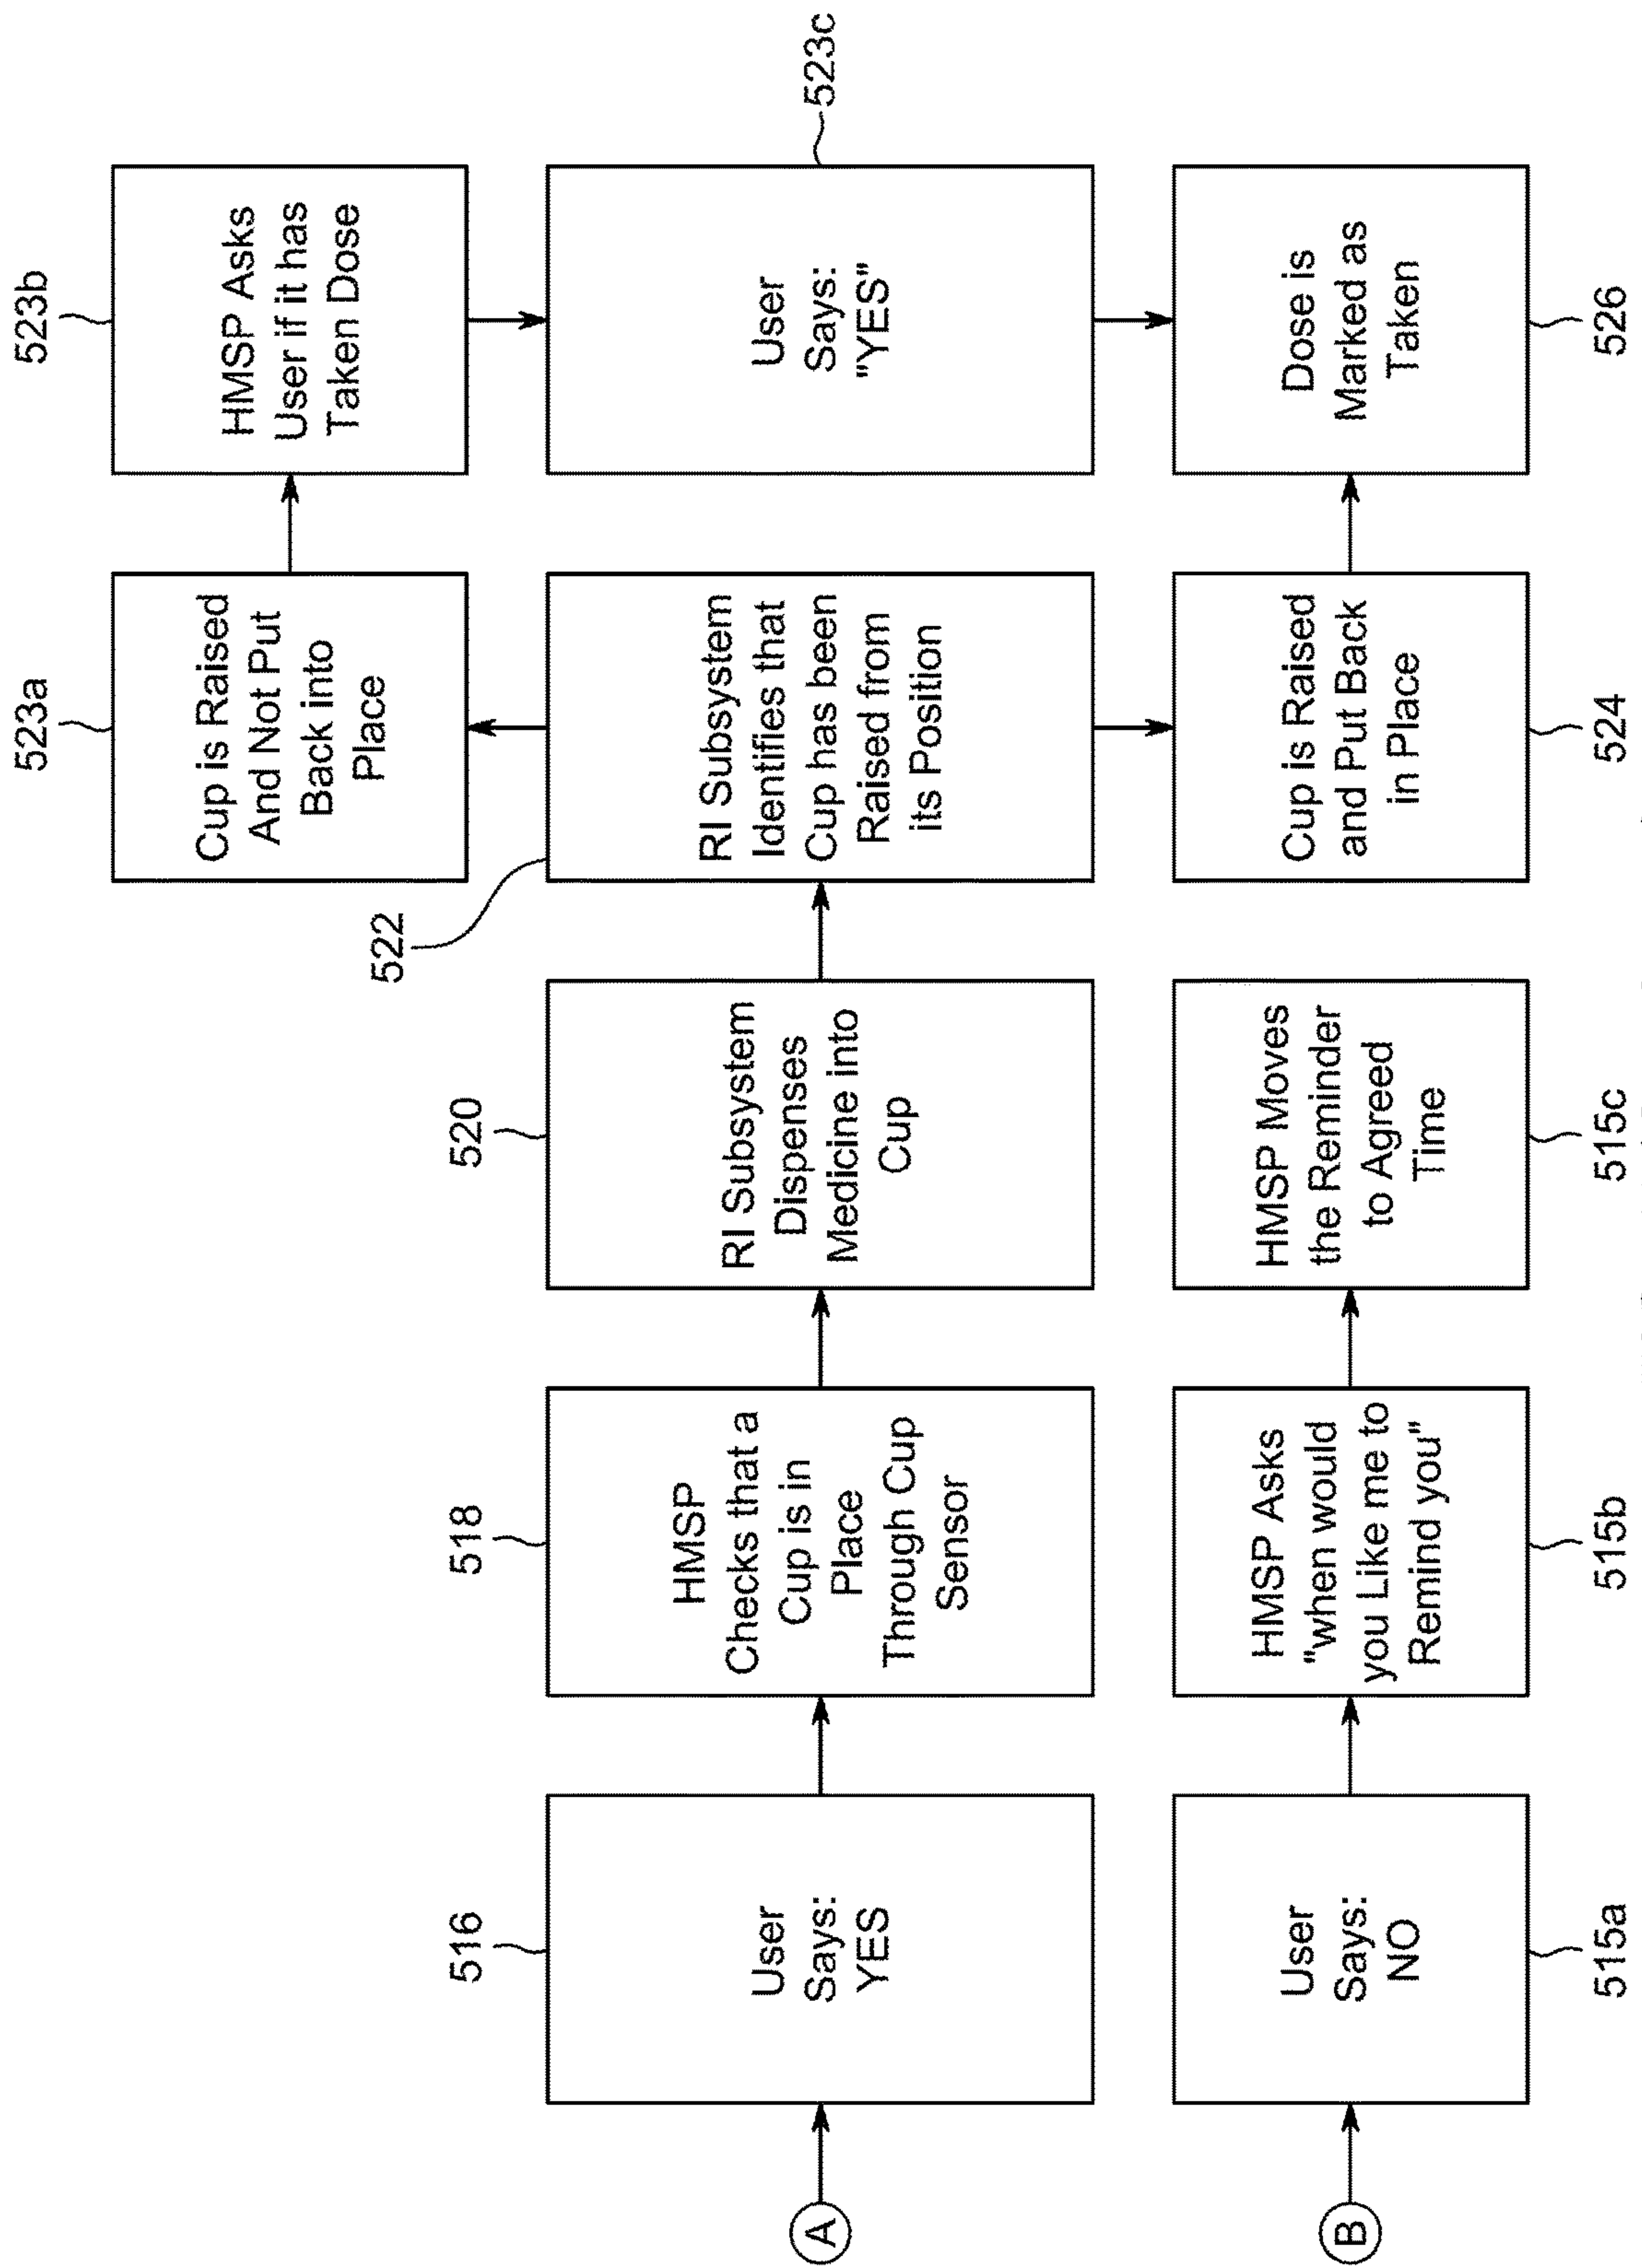 523b
HMSP Asks
User if it has
Taken Dose
523a
Cup is Raised
And Not Put
Back into
Place
User
Says:
"YES"
523c
522
RI Subsystem
Identifies that
Cup has been
Raised from
its Position
520
RI Subsystem
Dispenses
Medicine into
Cup
518
HMSP
Checks that a
Cup is in
Place
Through Cup
Sensor
516
User
Says:
YES
A
Dose is
Marked as
Taken
526
Cup is Raised
and Put Back
in Place
524
HMSP Moves
the Reminder
to Agreed
Time
515c
HMSP Asks
"when would
you Like me to
Remind you"
515b
User
Says:
NO
515a
B